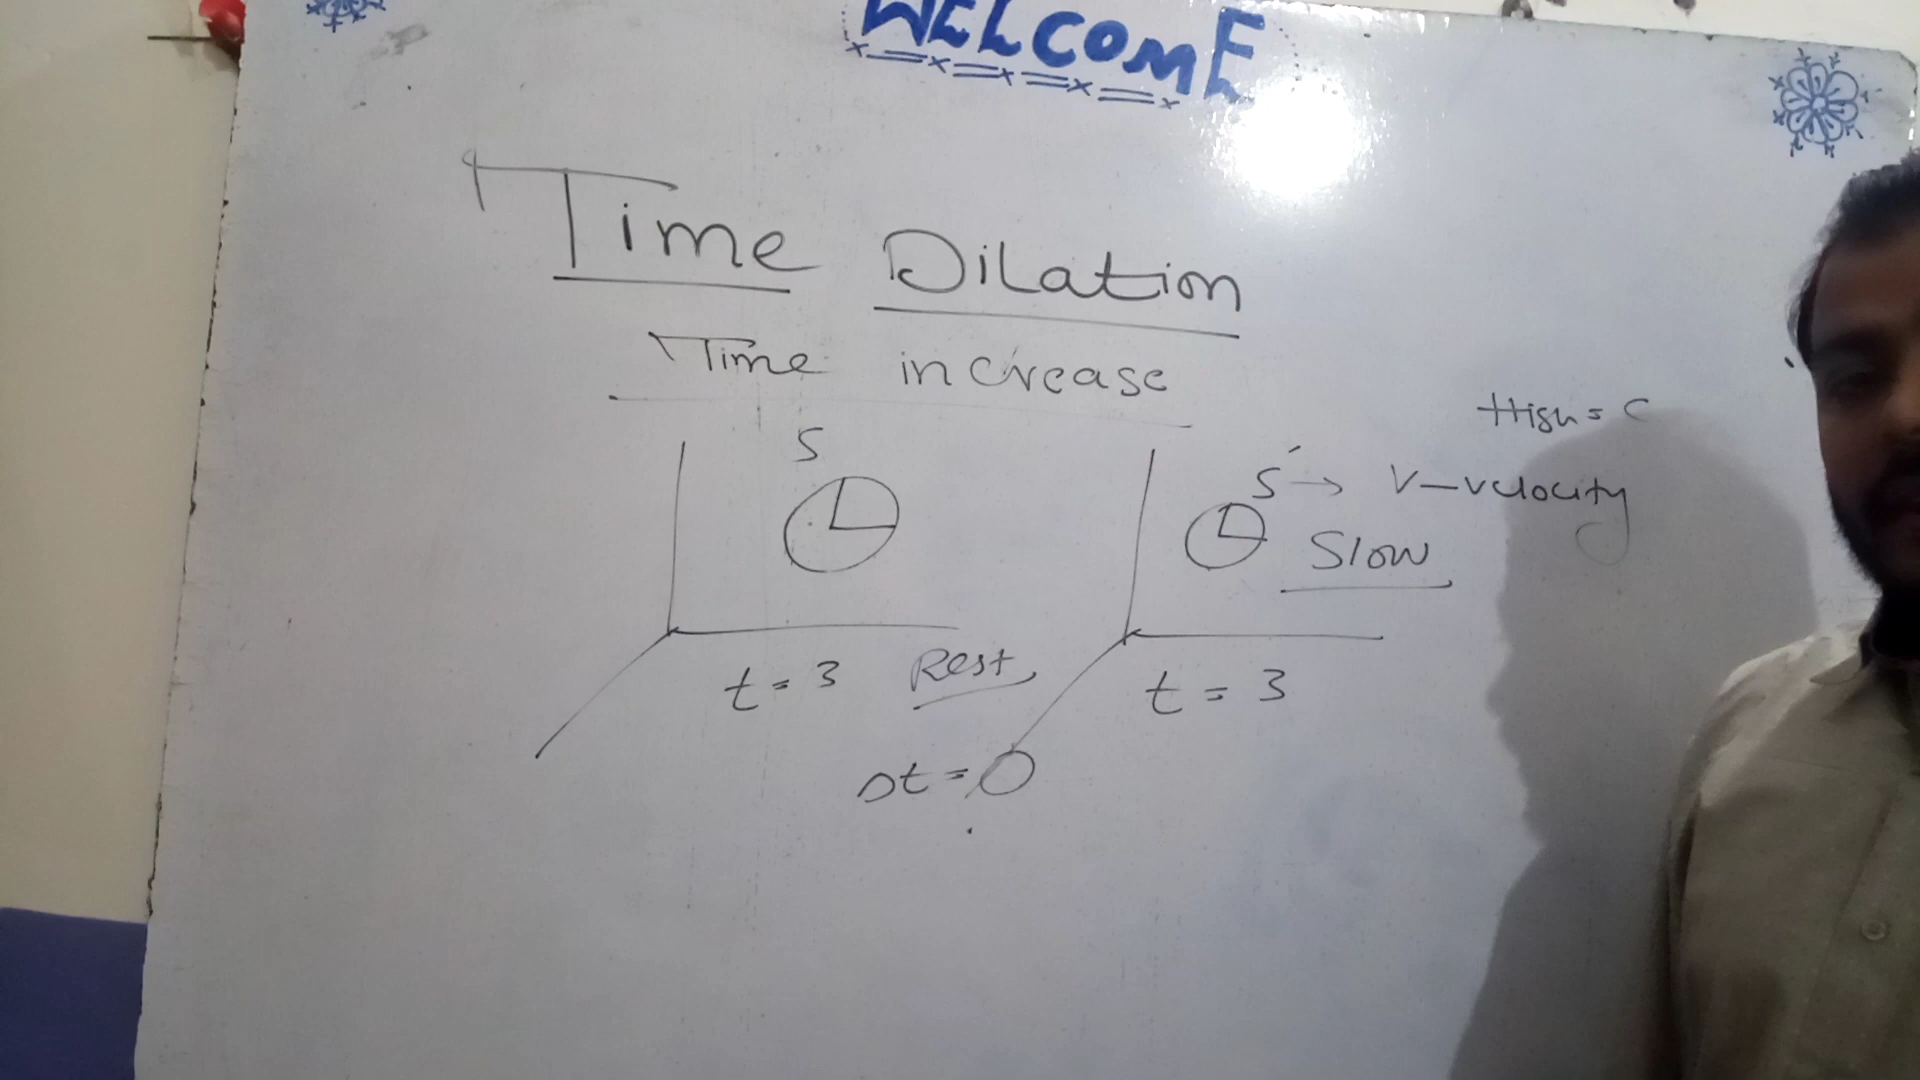 WELCOME
Time Dilation
Time increase
High = C
S
S' → V-velocity
Slow
t = 3 Rest
t = 3
Δt = 0